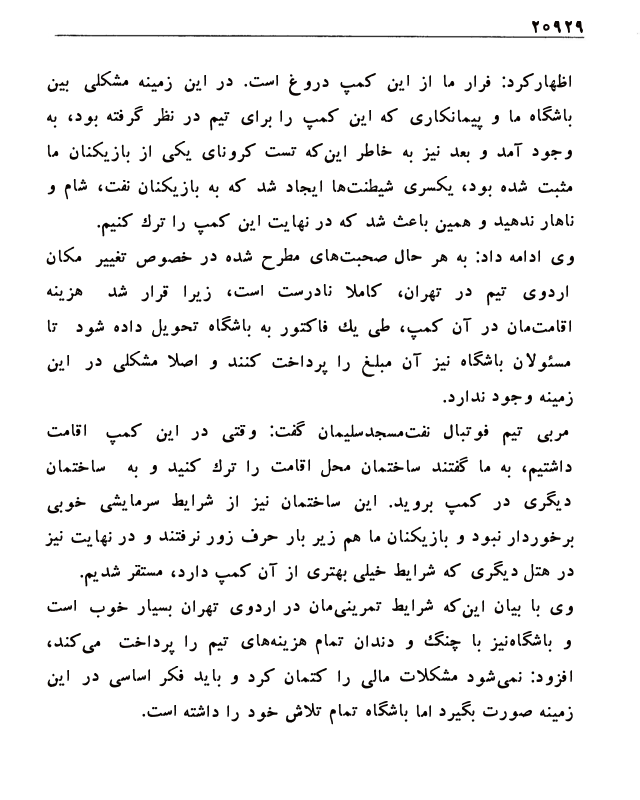 ۲۰۹۲۹
اظهارکرد: فرار ما از این کمپ دروغ است. در این زمینه مشکلی بین
باشگاه ما و پیمانکاری که این کمپ را برای تیم در نظر گرفته بود، به
وجود آمد و بعد نیز به خاطر این‌که تست کرونای یکی از بازیکنان ما
مثبت شده بود، یکسری شیطنت‌ها ایجاد شد که به بازیکنان نفت، شام و
ناهار ندهید و همین باعث شد که در نهایت این کمپ را ترك کنیم.
وی ادامه داد: به هر حال صحبت‌های مطرح شده در خصوص تغییر مکان
اردوی تیم در تهران، کاملا نادرست است، زیرا قرار شد هزینه
اقامت‌مان در آن کمپ، طی یك فاکتور به باشگاه تحویل داده شود تا
مسئولان باشگاه نیز آن مبلغ را پرداخت کنند و اصلا مشکلی در این
زمینه وجود ندارد.
مربی تیم فوتبال نفت‌مسجدسلیمان گفت: وقتی در این کمپ اقامت
داشتیم، به ما گفتند ساختمان محل اقامت را ترك کنید و به ساختمان
دیگری در کمپ بروید. این ساختمان نیز از شرایط سرمایشی خوبی
برخوردار نبود و بازیکنان ما هم زیر بار حرف زور نرفتند و در نهایت نیز
در هتل دیگری که شرایط خیلی بهتری از آن کمپ دارد، مستقر شدیم.
وی با بیان این‌که شرایط تمرینی‌مان در اردوی تهران بسیار خوب است
و باشگاه‌نیز با چنگ و دندان تمام هزینه‌های تیم را پرداخت می‌کند،
افزود: نمی‌شود مشکلات مالی را کتمان کرد و باید فکر اساسی در این
زمینه صورت بگیرد اما باشگاه تمام تلاش خود را داشته است.